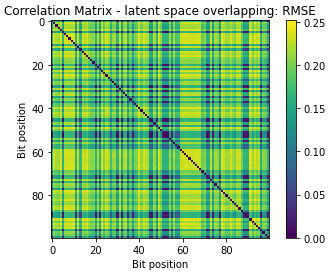 Correlation Matrix - latent space overlapping: RMSE
0
20
40
60
80
Bit position
0 20 40 60 80
Bit position
0.25
0.20
0.15
0.10
0.05
0.00